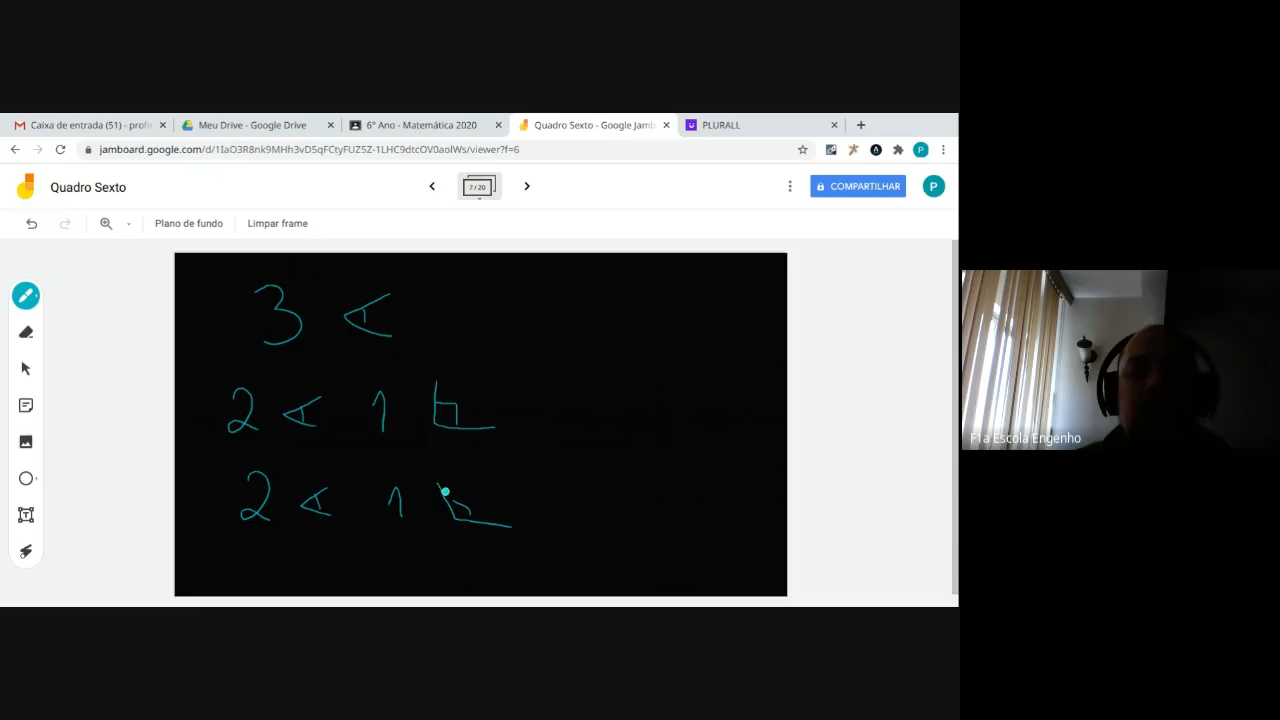 Caixa de entrada (51) - profe
Meu Drive - Google Drive
6° Ano - Matemática 2020
Quadro Sexto - Google Jamb
PLURALL
jamboard.google.com/d/1IaO3R8nk9MHh3vD5qFCtyFUZ5Z-1LHC9dtcOV0aolWs/viewer?f=6
P
Quadro Sexto
7 / 20
COMPARTILHAR
P
Plano de fundo
Limpar frame
3
2 1
2 1
F1a Escola Engenho